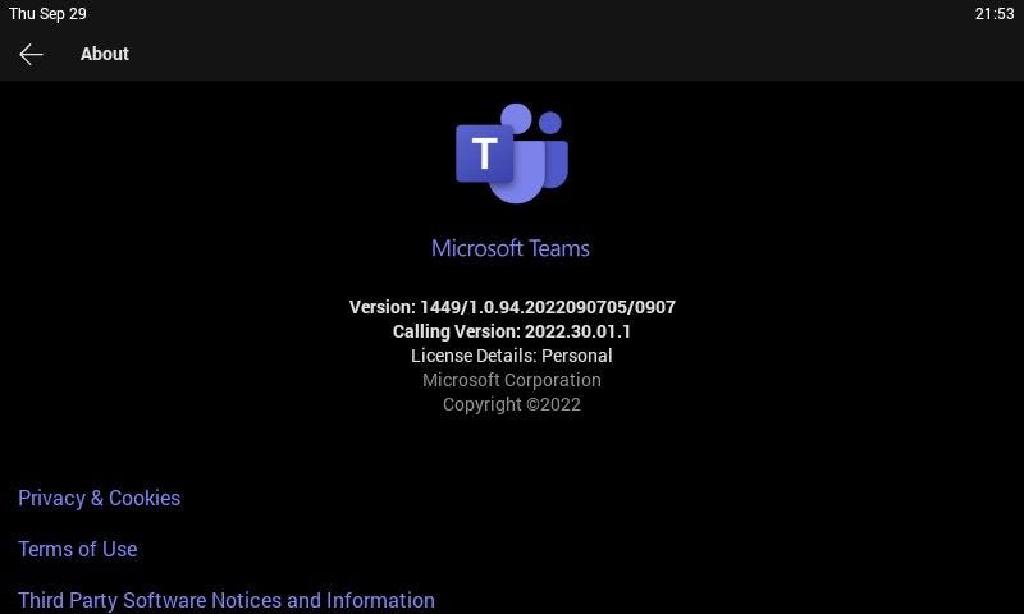 Thu Sep 29 21:53
About
T
Microsoft Teams
Version: 1449/1.0.94.2022090705/0907
Calling Version: 2022.30.01.1
License Details: Personal
Microsoft Corporation
Copyright ©2022
Privacy & Cookies
Terms of Use
Third Party Software Notices and Information